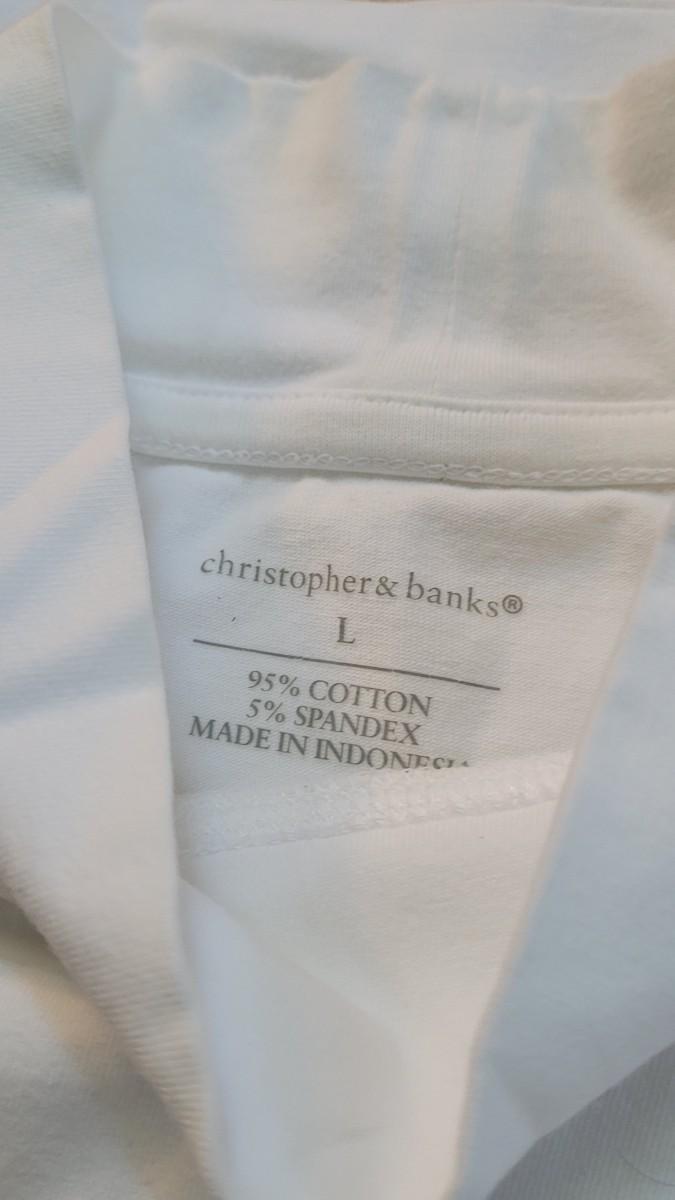 christopher & banks®
L
95% COTTON
5% SPANDEX
MADE IN INDONESIA